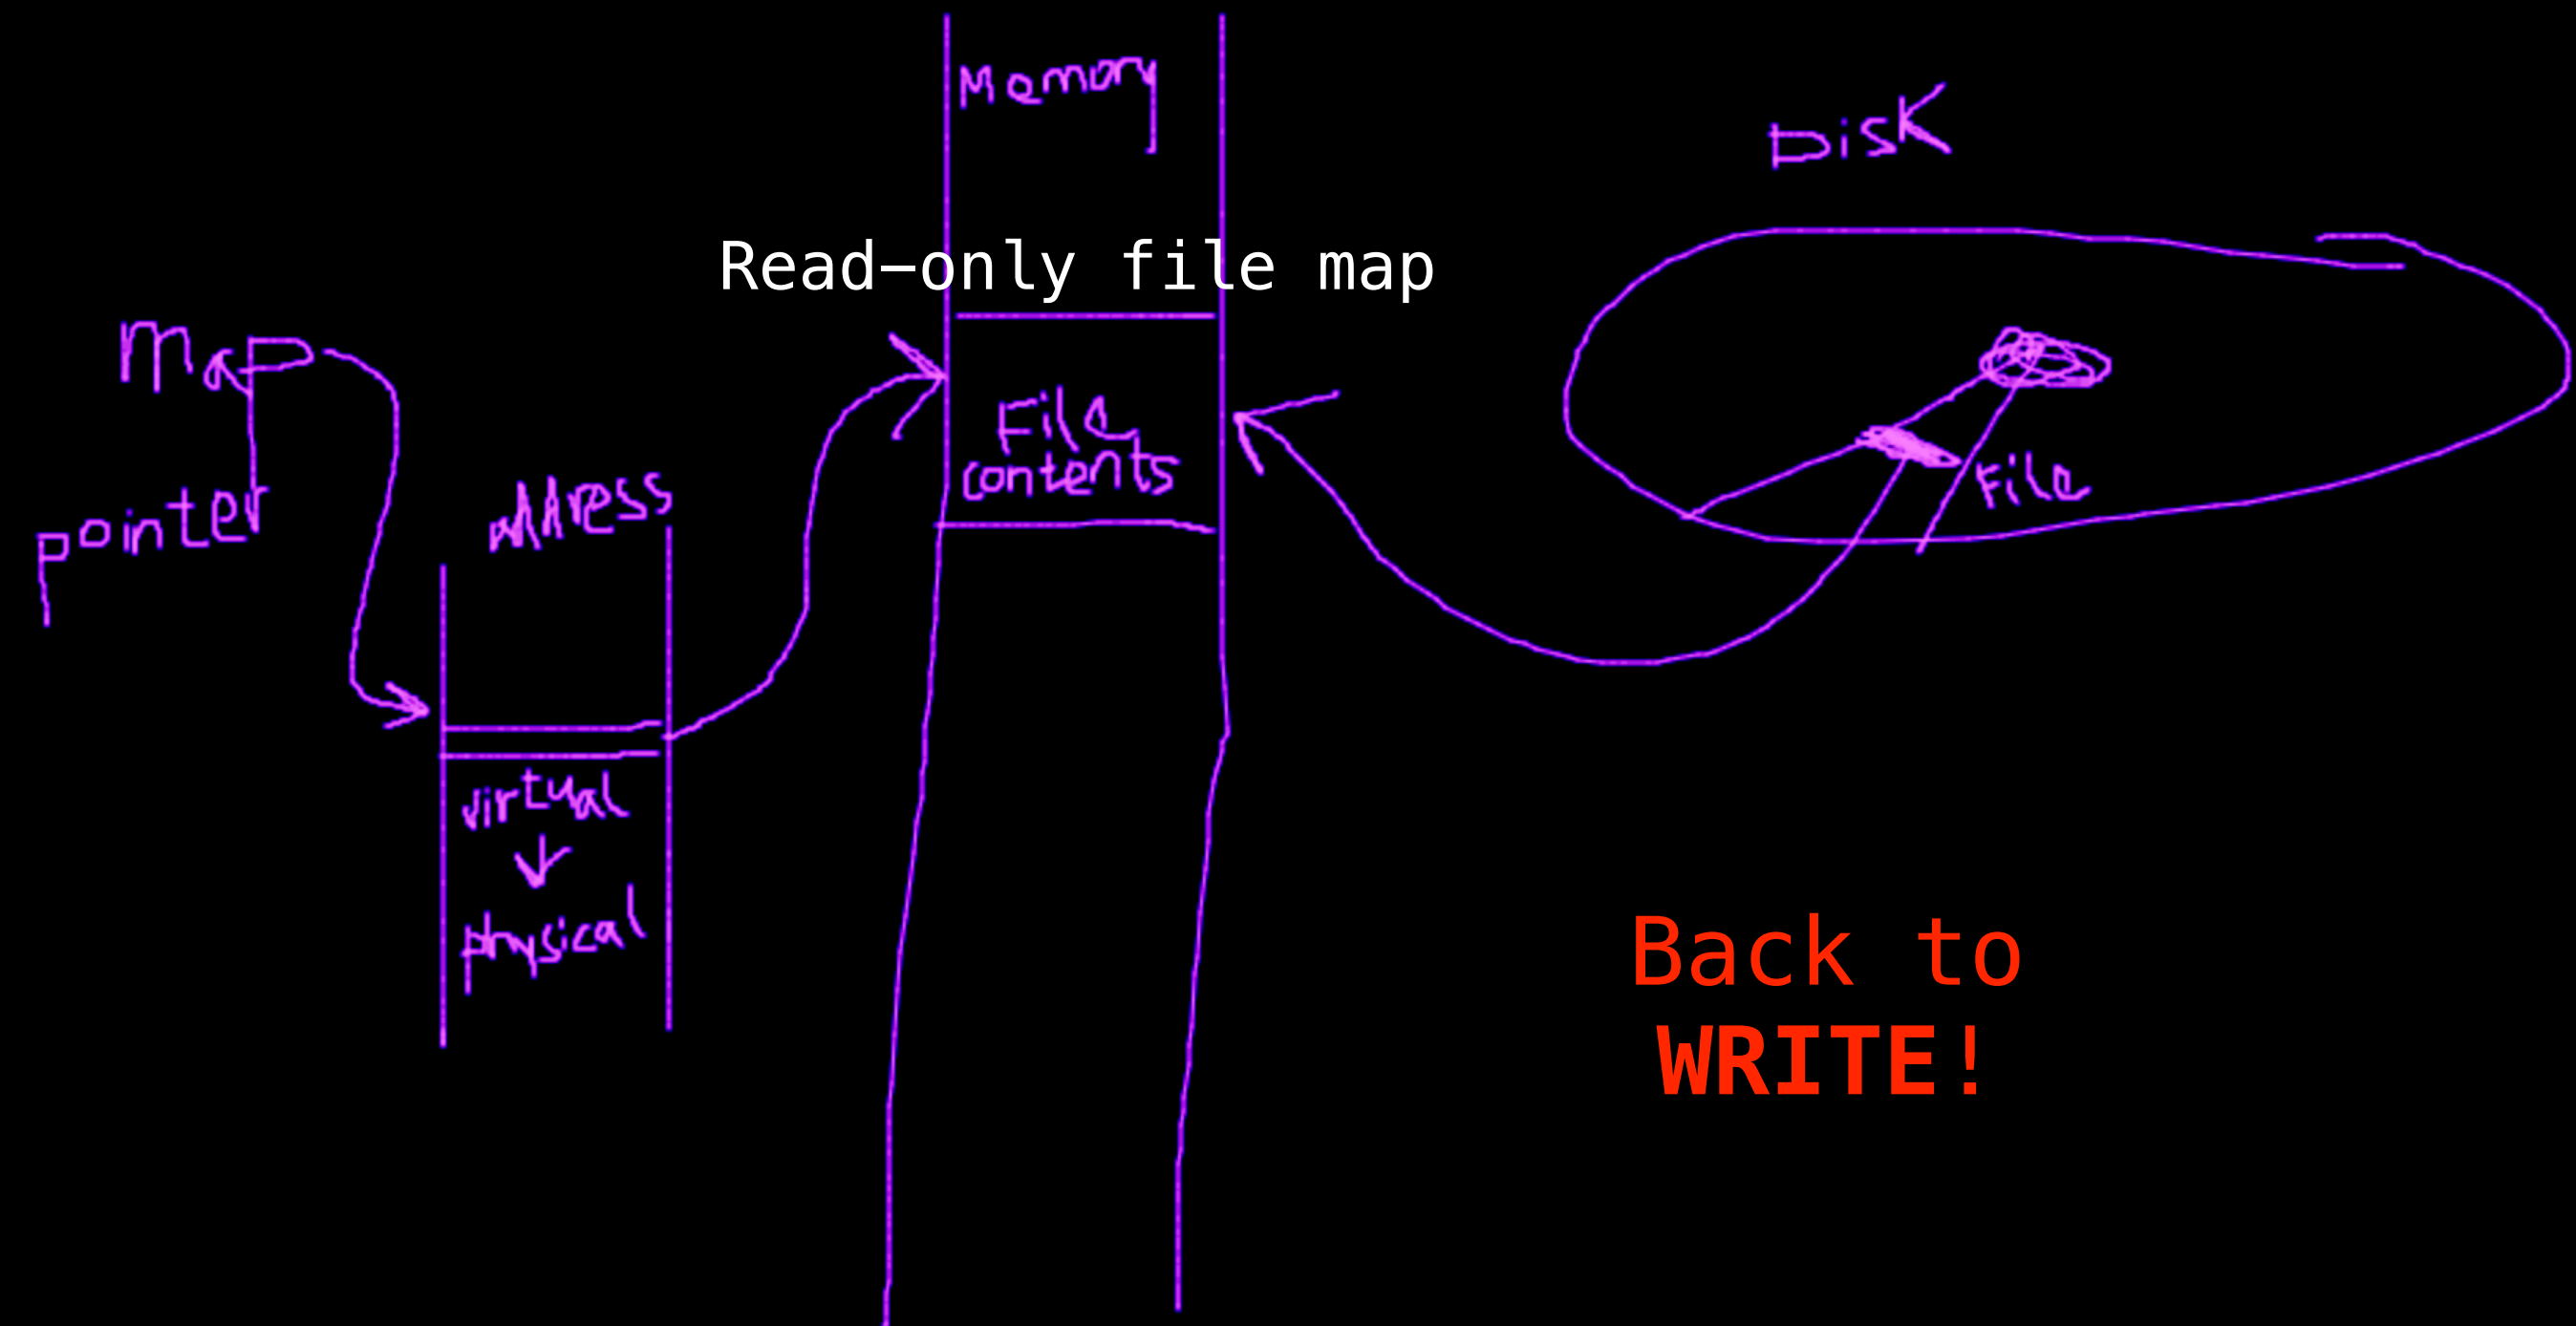 Memory
Disk
Read-only file map
Map
pointer
address
File
contents
File
virtual
physical
Back to
WRITE!